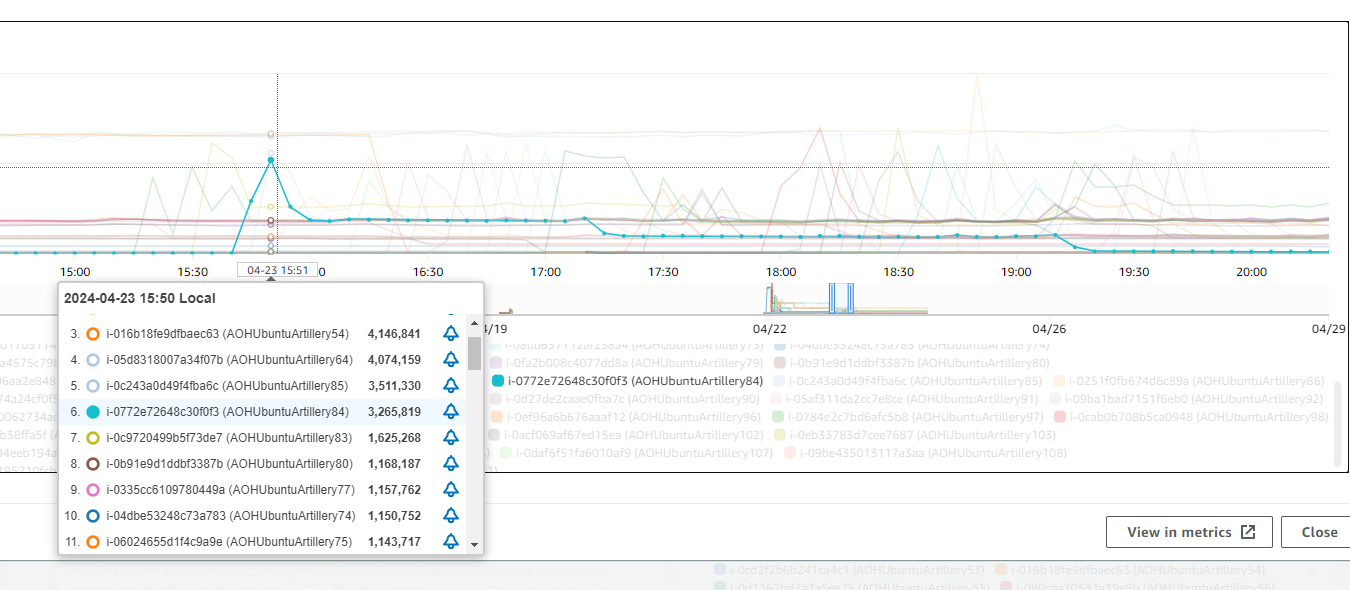 15:00 15:30 04-23 15:51 0 16:30 17:00 17:30 18:00 18:30 19:00 19:30 20:00
2024-04-23 15:50 Local
3. i-016b18fe9dfbaec63 (AOHUbuntuArtillery54) 4,146,841
4. i-05d8318007a34f07b (AOHUbuntuArtillery64) 4,074,159
5. i-0c243a0d49f4fba6c (AOHUbuntuArtillery85) 3,511,330
6. i-0772e72648c30f0f3 (AOHUbuntuArtillery84) 3,265,819
7. i-0c9720499b5f73de7 (AOHUbuntuArtillery83) 1,625,268
8. i-0b91e9d1ddbf3387b (AOHUbuntuArtillery80) 1,168,187
9. i-0335cc6109780449a (AOHUbuntuArtillery77) 1,157,762
10. i-04dbe53248c73a783 (AOHUbuntuArtillery74) 1,150,752
11. i-06024655d1f4c9a9e (AOHUbuntuArtillery75) 1,143,717
4/19 04/22 04/26 04/29
i-0fa2b008c4077dd8a (AOHUbuntuArtillery79) i-0b91e9d1ddbf3387b (AOHUbuntuArtillery80)
i-0772e72648c30f0f3 (AOHUbuntuArtillery84) i-0c243a0d49f4fba6c (AOHUbuntuArtillery85) i-0251f0fb674d6c89a (AOHUbuntuArtillery86)
i-0d27de2caae0fba7c (AOHUbuntuArtillery90) i-05af311da2cc7e2ce (AOHUbuntuArtillery91) i-09ba1bad7151f6eb0 (AOHUbuntuArtillery92)
i-0ef96a6b676aaaf12 (AOHUbuntuArtillery96) i-0784e2c7bd6af65b8 (AOHUbuntuArtillery97) i-0cab0b708b5ca0948 (AOHUbuntuArtillery98)
i-0acf069af67ed15ea (AOHUbuntuArtillery102) i-0eb33783d7cec7687 (AOHUbuntuArtillery103)
i-0daf6f51fa6010af9 (AOHUbuntuArtillery107) i-09be435013117a3aa (AOHUbuntuArtillery108)
View in metrics Close
i-0cd2f2b6b241ca4c1 (AOHUbuntuArtillery53) i-016b18fe9dfbaec63 (AOHUbuntuArtillery54)